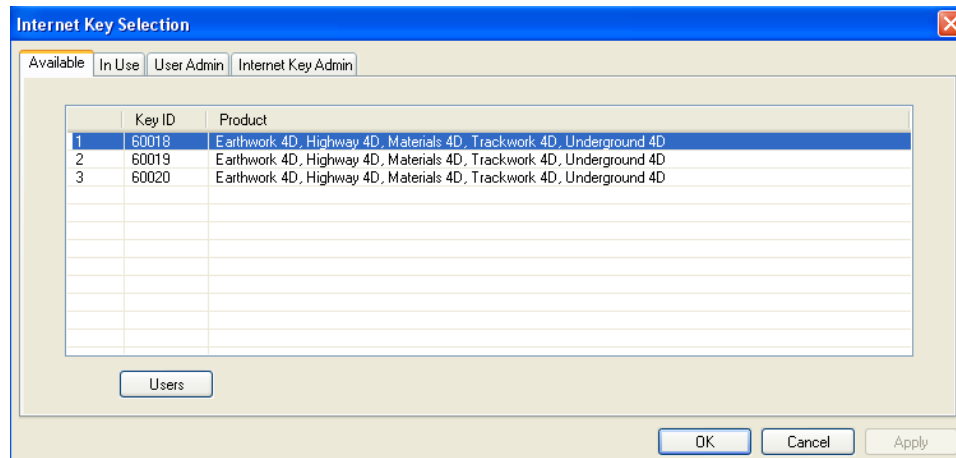 Internet Key Selection
Available In Use User Admin Internet Key Admin
Key ID Product
1 60018 Earthwork 4D, Highway 4D, Materials 4D, Trackwork 4D, Underground 4D
2 60019 Earthwork 4D, Highway 4D, Materials 4D, Trackwork 4D, Underground 4D
3 60020 Earthwork 4D, Highway 4D, Materials 4D, Trackwork 4D, Underground 4D
Users
OK Cancel Apply